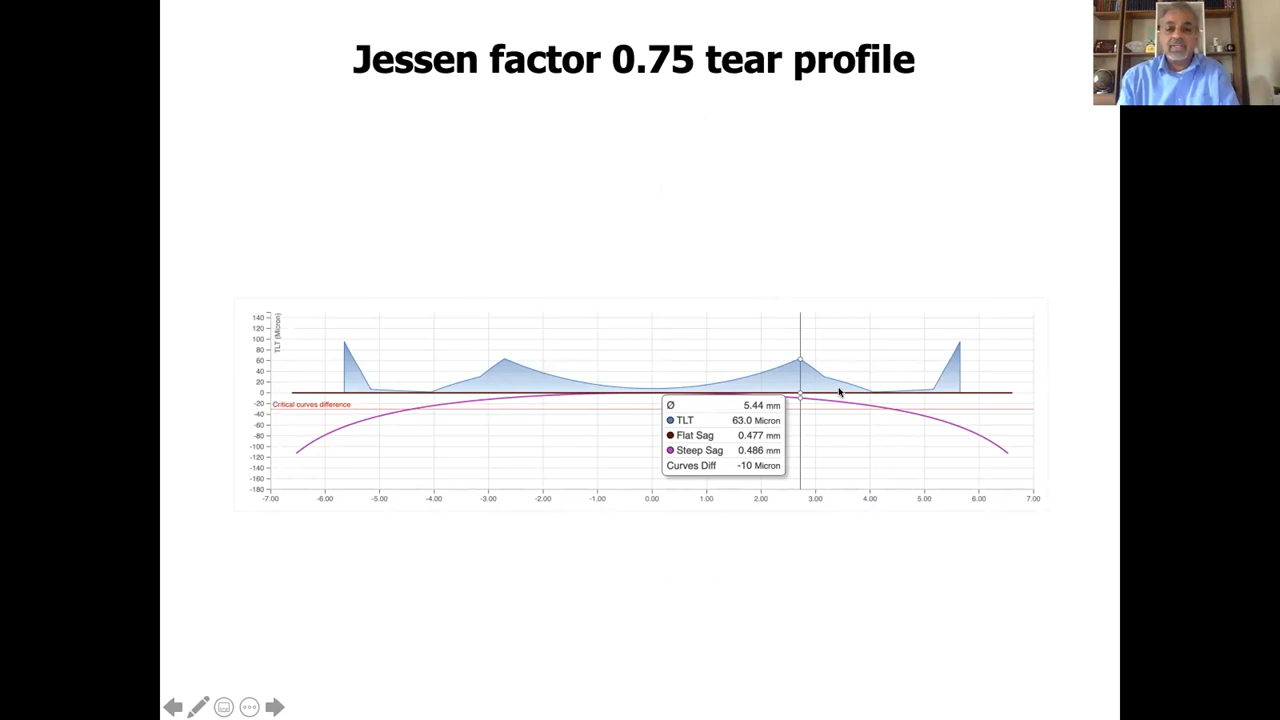 Jessen factor 0.75 tear profile
TLT (Micron)
140
120
100
80
60
40
20
0
-20
-40
-60
-80
-100
-120
-140
-160
-180
Critical curves difference
Ø 5.44 mm
TLT 63.0 Micron
Flat Sag 0.477 mm
Steep Sag 0.486 mm
Curves Diff -10 Micron
-7.00 -6.00 -5.00 -4.00 -3.00 -2.00 -1.00 0.00 1.00 2.00 3.00 4.00 5.00 6.00 7.00